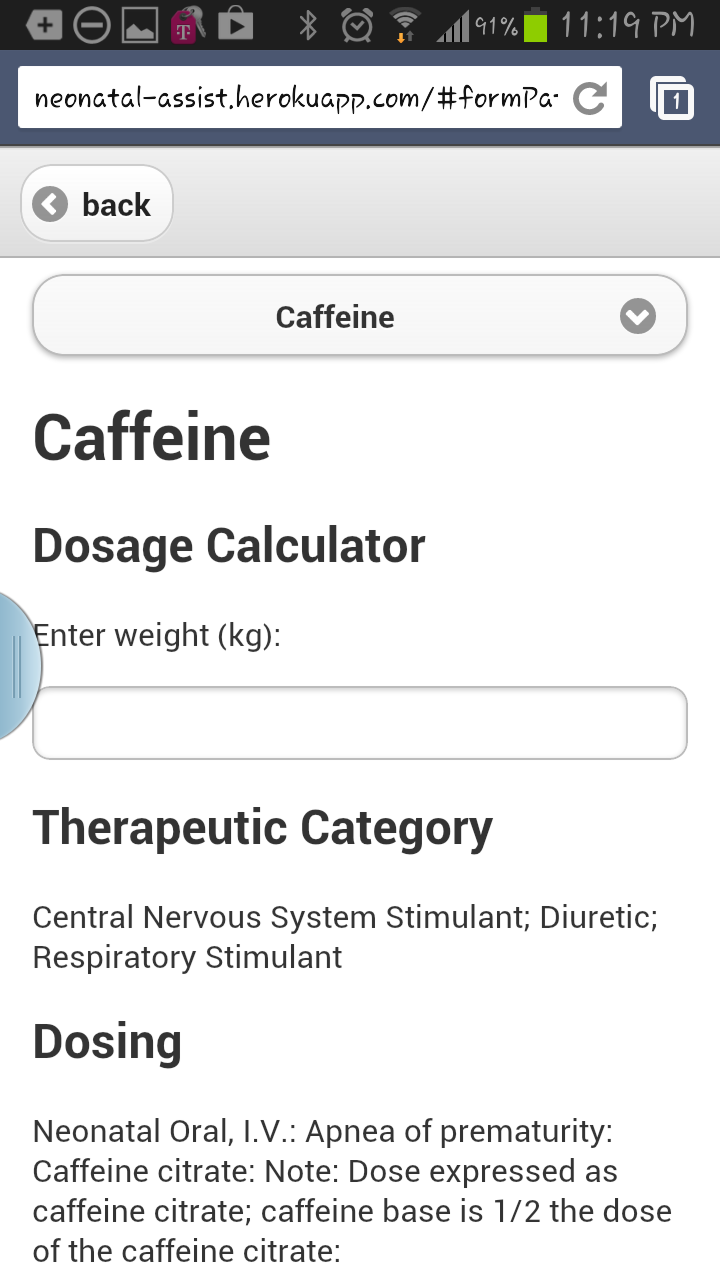 91% 11:19 PM
neonatal-assist.herokuapp.com/#formPa
1
back
Caffeine
Caffeine
Dosage Calculator
Enter weight (kg):
Therapeutic Category
Central Nervous System Stimulant; Diuretic;
Respiratory Stimulant
Dosing
Neonatal Oral, I.V.: Apnea of prematurity:
Caffeine citrate: Note: Dose expressed as
caffeine citrate; caffeine base is 1/2 the dose
of the caffeine citrate: